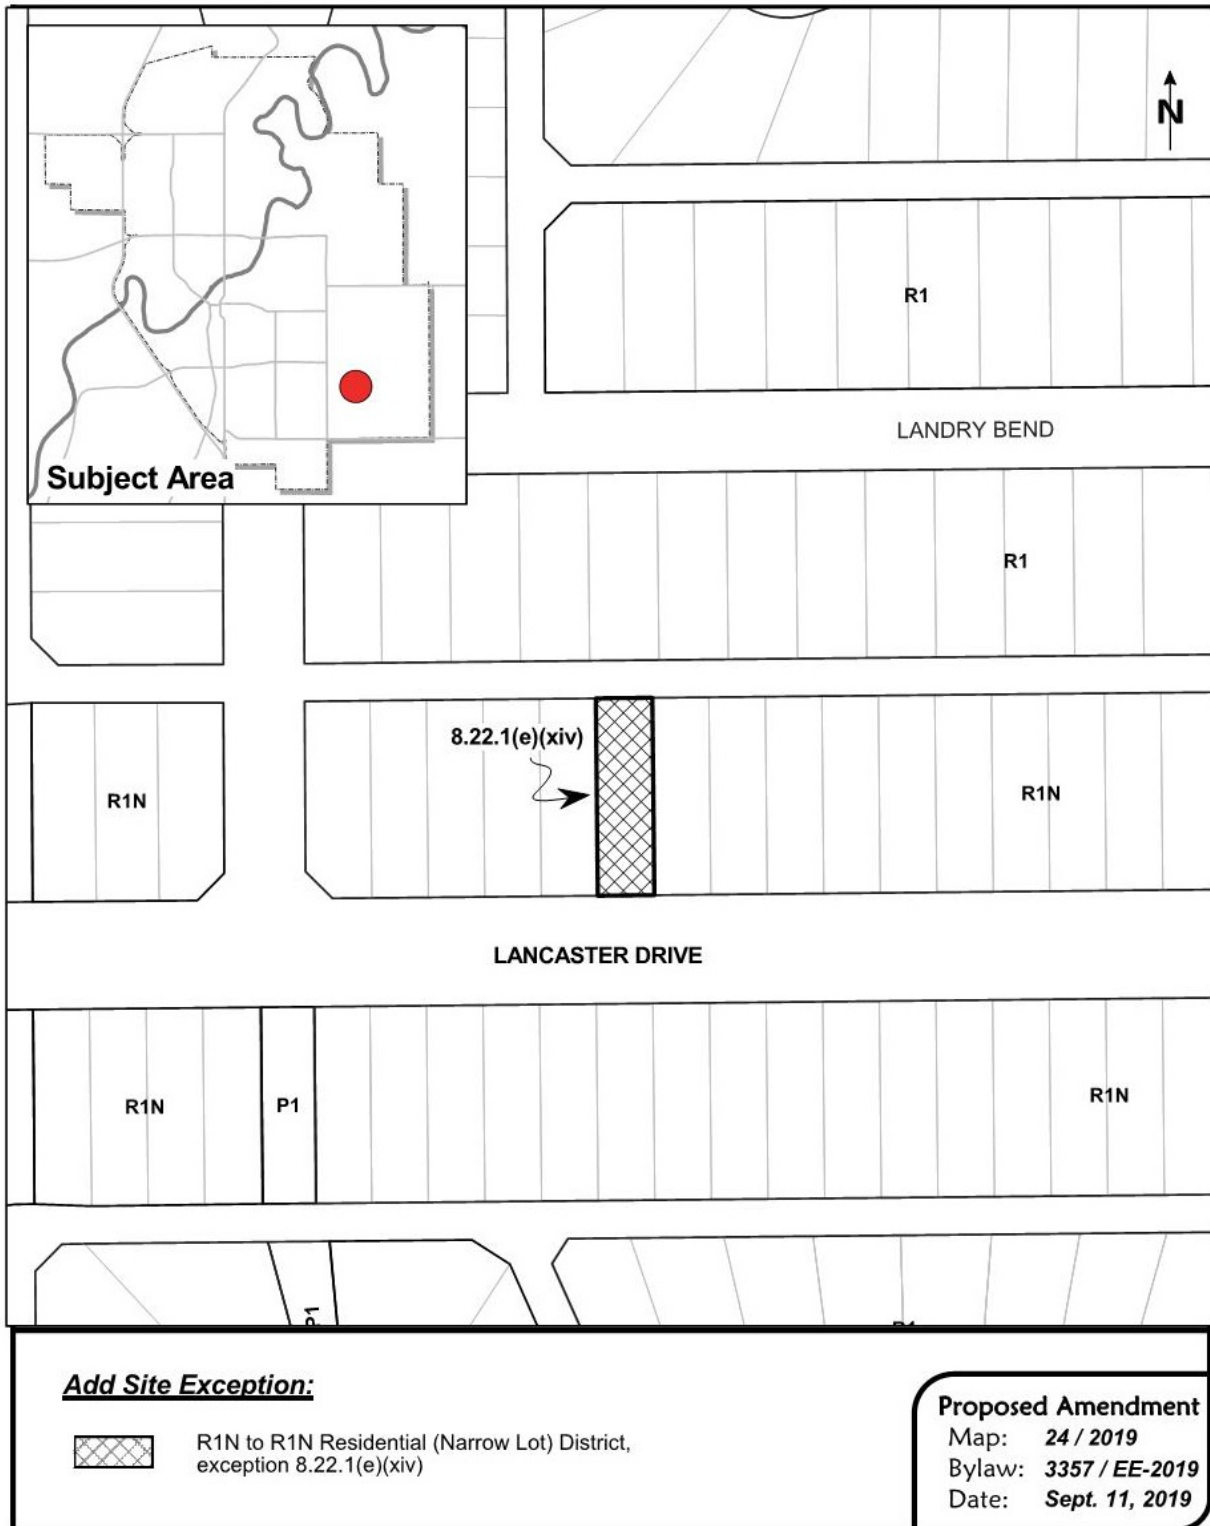 N
R1
LANDRY BEND
Subject Area
R1
8.22.1(e)(xiv)
R1N
R1N
LANCASTER DRIVE
R1N
P1
R1N
P1
Add Site Exception:
R1N to R1N Residential (Narrow Lot) District,
exception 8.22.1(e)(xiv)
Proposed Amendment
Map: 24 / 2019
Bylaw: 3357 / EE-2019
Date: Sept. 11, 2019